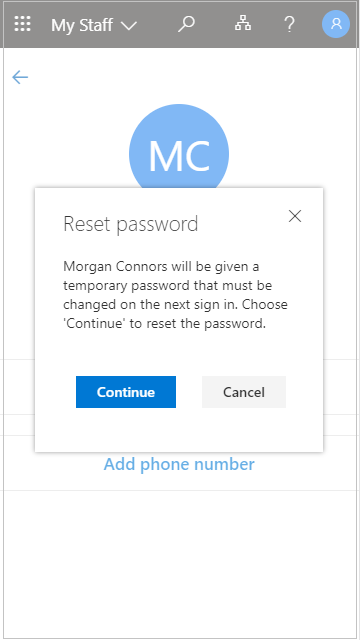 My Staff
?
MC
Reset password
Morgan Connors will be given a
temporary password that must be
changed on the next sign in. Choose
'Continue' to reset the password.
Continue Cancel
Add phone number